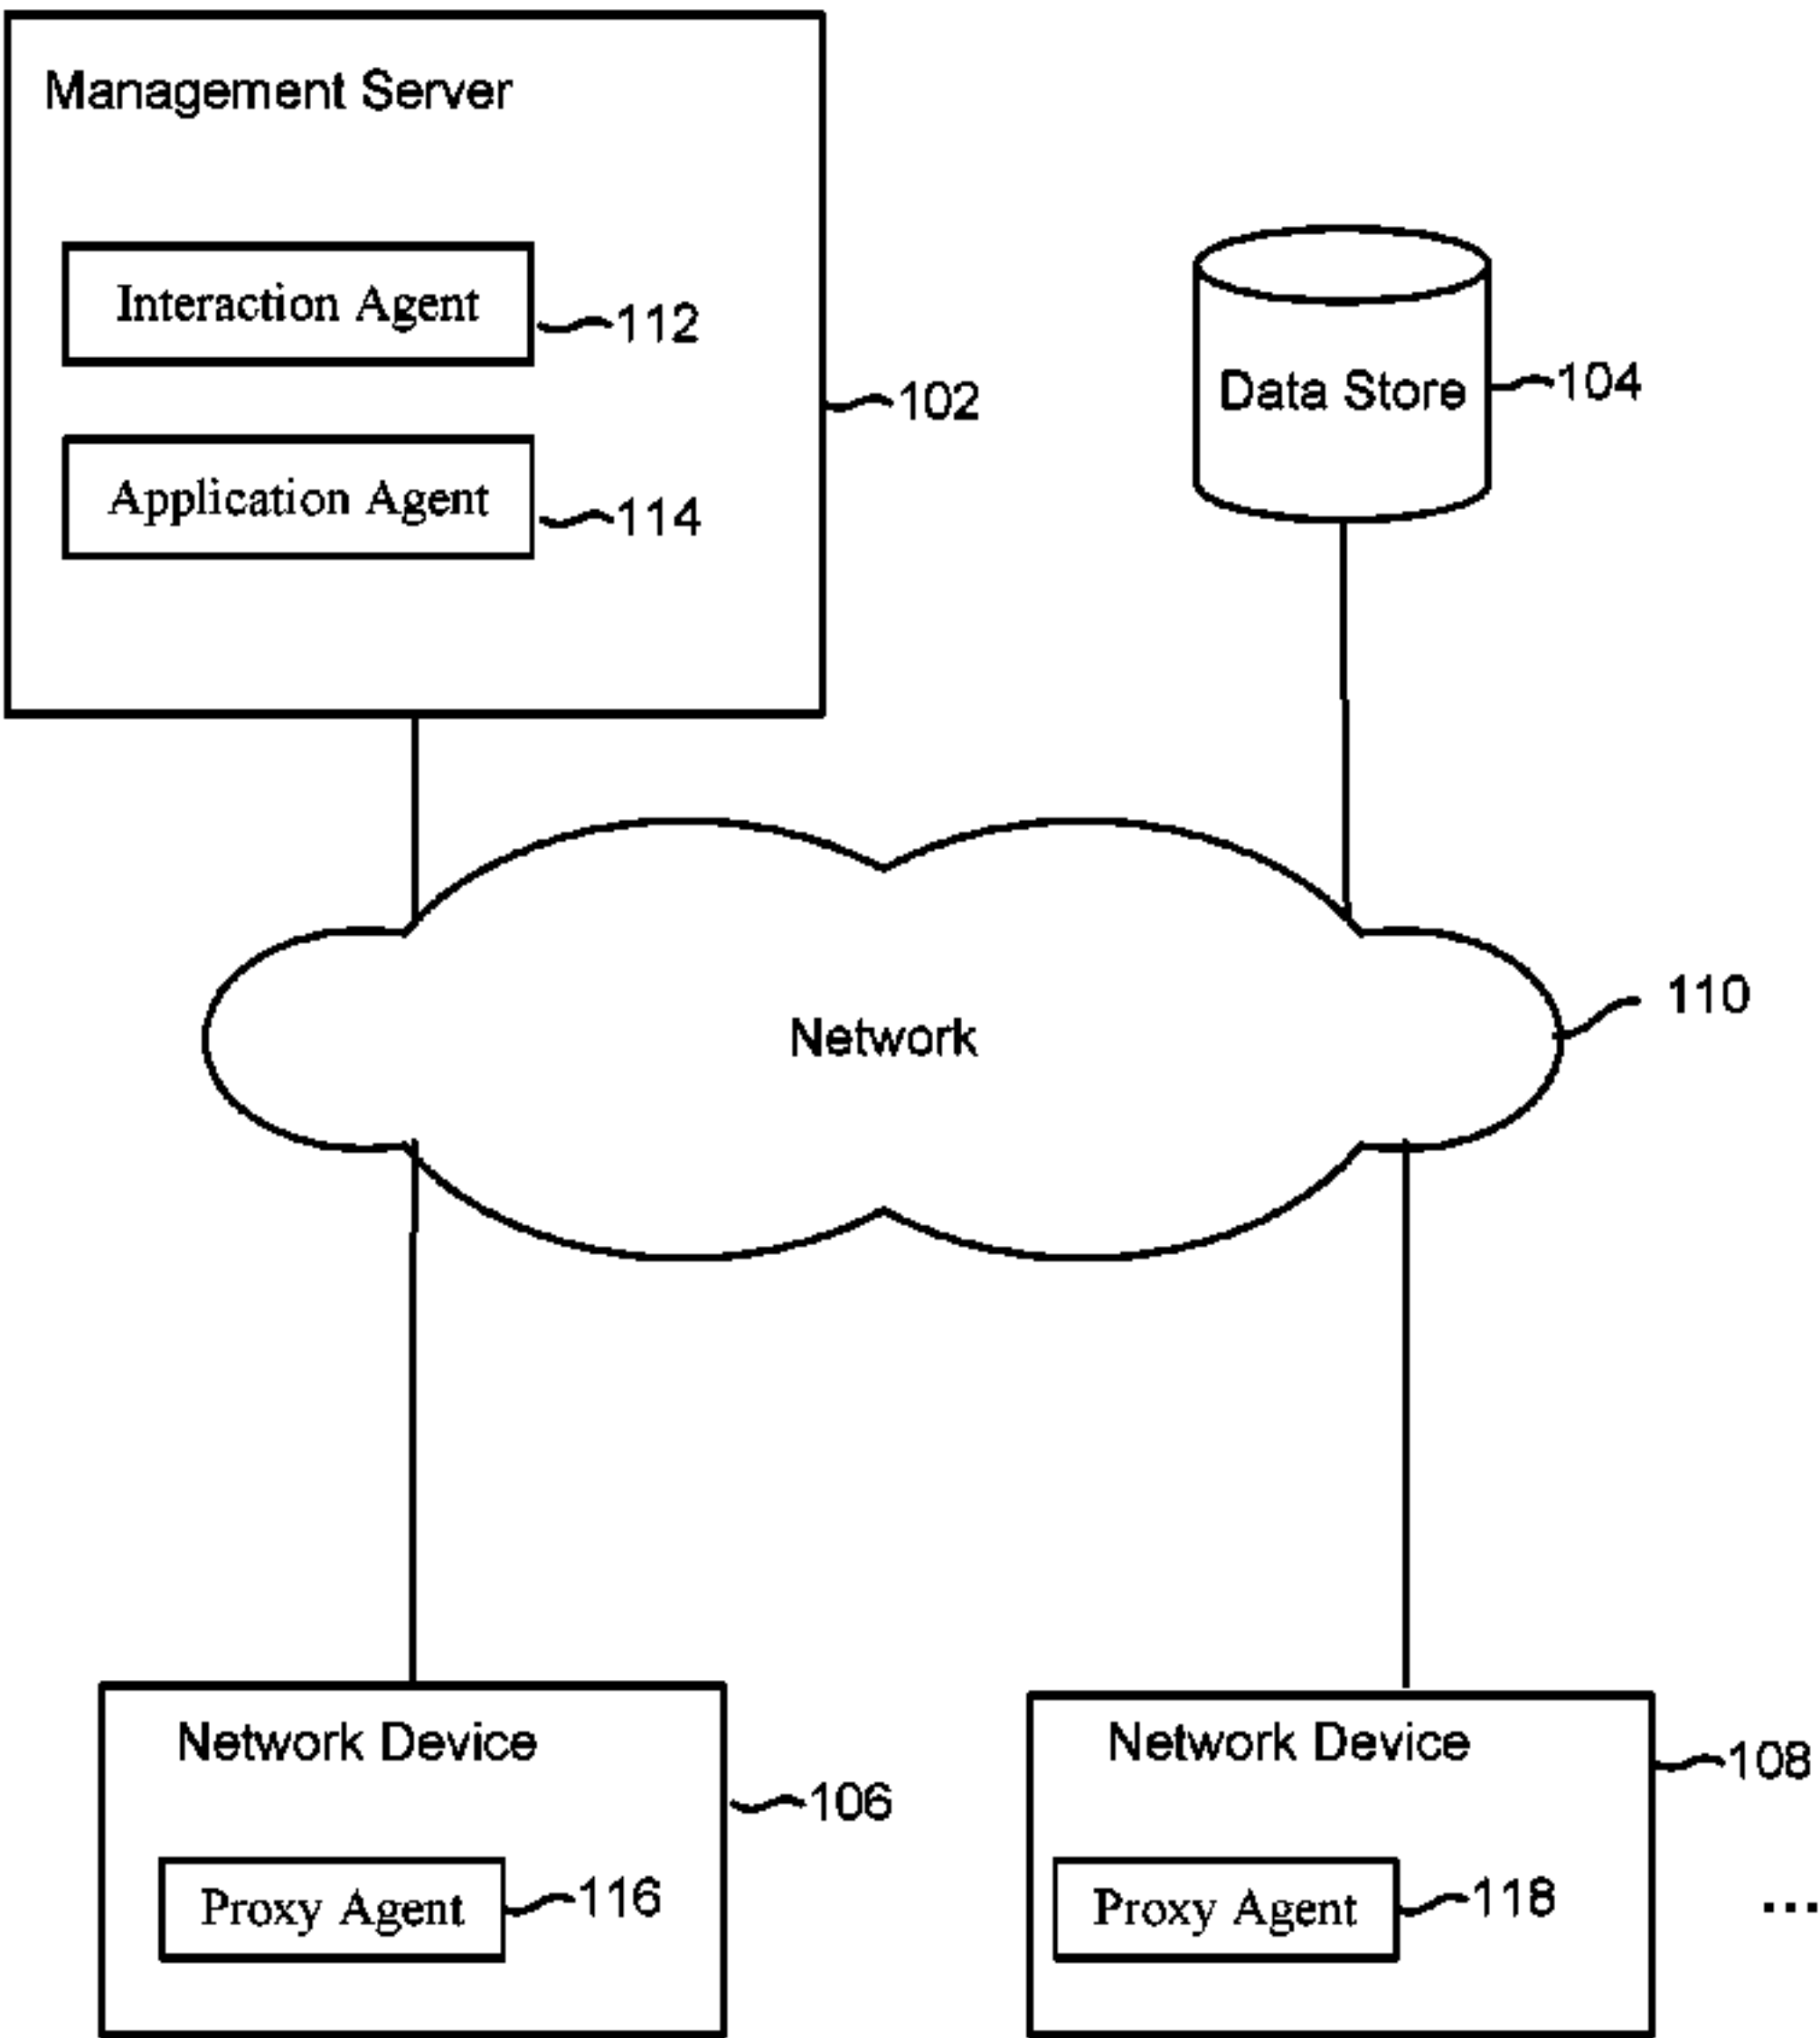 Management Server
Interaction Agent
112
102
Application Agent
114
Data Store
104
Network
110
Network Device
106
Proxy Agent
116
Network Device
108
Proxy Agent
118
...